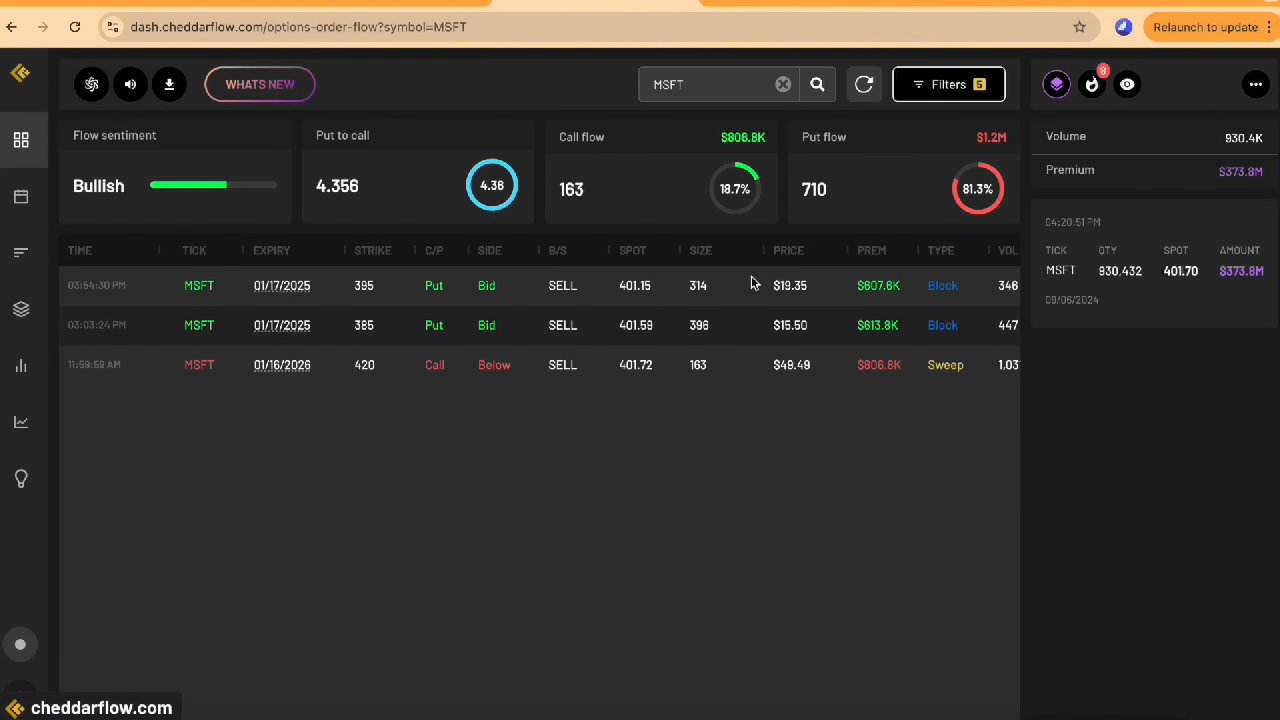 dash.cheddarflow.com/options-order-flow?symbol=MSFT
Relaunch to update
WHATS NEW
MSFT
Filters 5
8
Flow sentiment
Bullish
Put to call
4.356
4.36
Call flow $806.8K
163
18.7%
Put flow $1.2M
710
81.3%
Volume 930.4K
Premium $373.8M
04:20:51 PM
TICK QTY SPOT AMOUNT
MSFT 930,432 401.70 $373.8M
09/06/2024
TIME TICK EXPIRY STRIKE C/P SIDE B/S SPOT SIZE PRICE PREM TYPE VOL
03:54:30 PM MSFT 01/17/2025 395 Put Bid SELL 401.15 314 $19.35 $607.6K Block 346
03:03:24 PM MSFT 01/17/2025 385 Put Bid SELL 401.59 396 $15.50 $613.8K Block 447
11:59:59 AM MSFT 01/16/2026 420 Call Below SELL 401.72 163 $49.49 $806.8K Sweep 1,03
cheddarflow.com